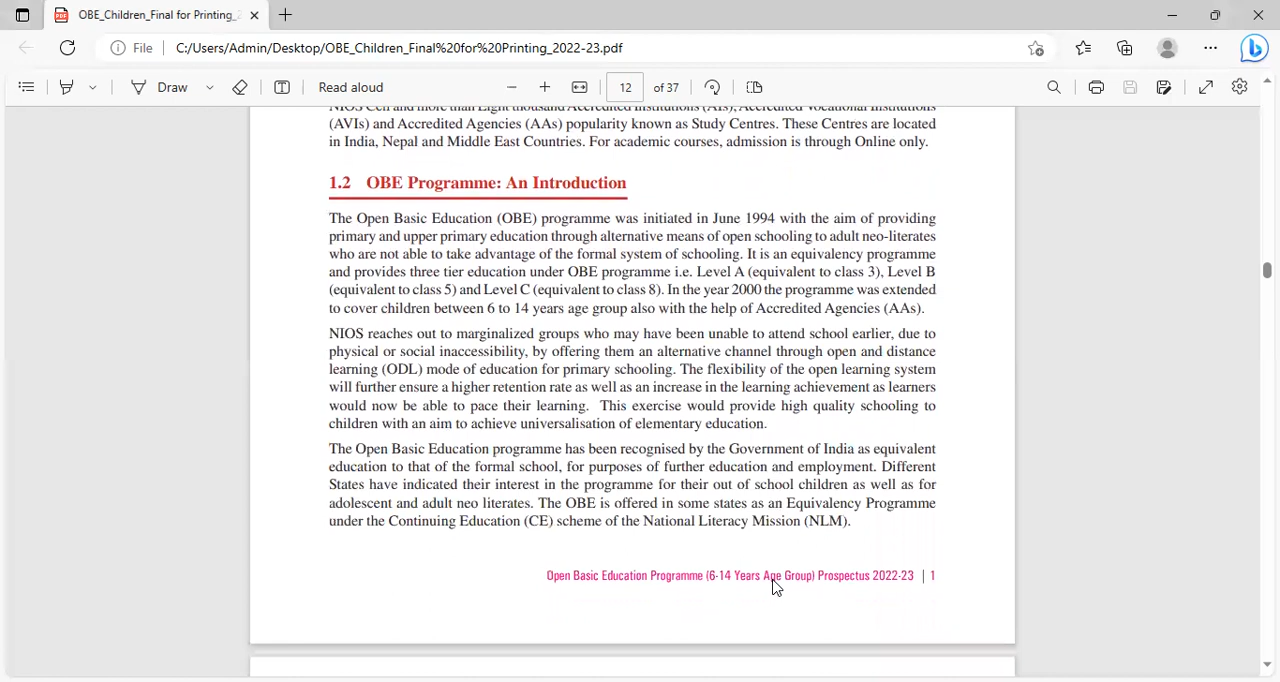 OBE_Children_Final for Printing_2
File
C:/Users/Admin/Desktop/OBE_Children_Final%20for%20Printing_2022-23.pdf
Draw
Read aloud
12 of 37
NIOS Cell and more than Eight thousand Accredited Institutions (AIs), Accredited Vocational Institutions
(AVIs) and Accredited Agencies (AAs) popularity known as Study Centres. These Centres are located
in India, Nepal and Middle East Countries. For academic courses, admission is through Online only.
1.2 OBE Programme: An Introduction
The Open Basic Education (OBE) programme was initiated in June 1994 with the aim of providing
primary and upper primary education through alternative means of open schooling to adult neo-literates
who are not able to take advantage of the formal system of schooling. It is an equivalency programme
and provides three tier education under OBE programme i.e. Level A (equivalent to class 3), Level B
(equivalent to class 5) and Level C (equivalent to class 8). In the year 2000 the programme was extended
to cover children between 6 to 14 years age group also with the help of Accredited Agencies (AAs).
NIOS reaches out to marginalized groups who may have been unable to attend school earlier, due to
physical or social inaccessibility, by offering them an alternative channel through open and distance
learning (ODL) mode of education for primary schooling. The flexibility of the open learning system
will further ensure a higher retention rate as well as an increase in the learning achievement as learners
would now be able to pace their learning. This exercise would provide high quality schooling to
children with an aim to achieve universalisation of elementary education.
The Open Basic Education programme has been recognised by the Government of India as equivalent
education to that of the formal school, for purposes of further education and employment. Different
States have indicated their interest in the programme for their out of school children as well as for
adolescent and adult neo literates. The OBE is offered in some states as an Equivalency Programme
under the Continuing Education (CE) scheme of the National Literacy Mission (NLM).
Open Basic Education Programme (6-14 Years Age Group) Prospectus 2022-23 | 1